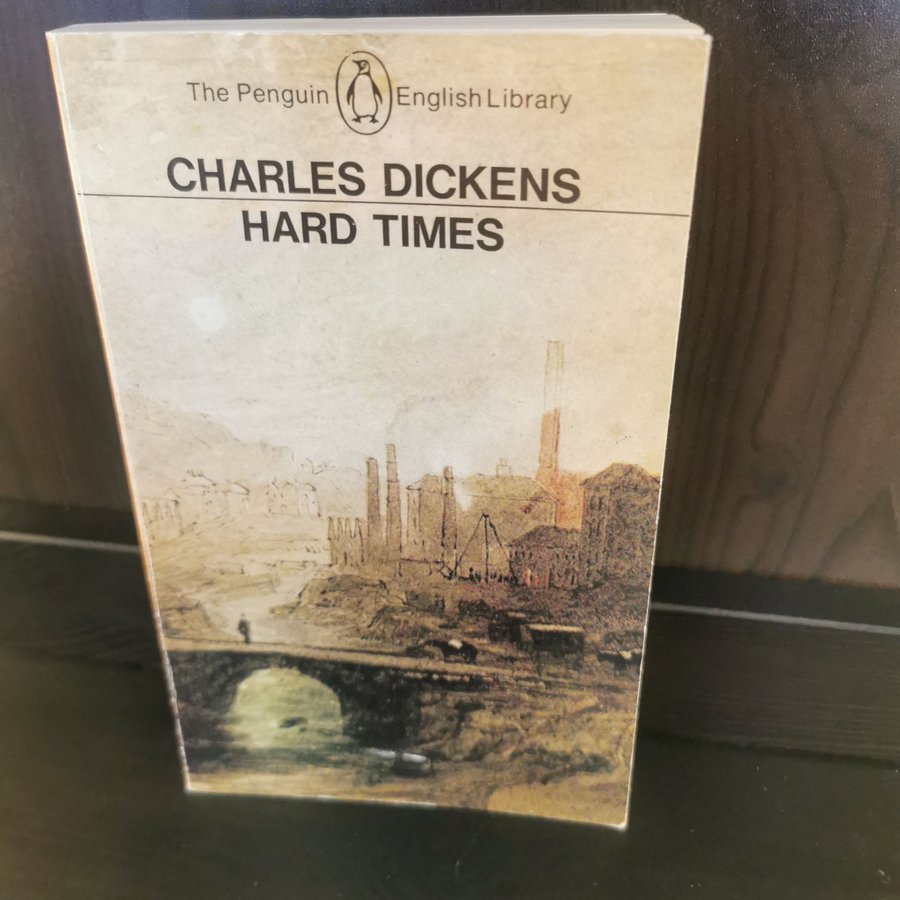 The Penguin English Library
CHARLES DICKENS
HARD TIMES